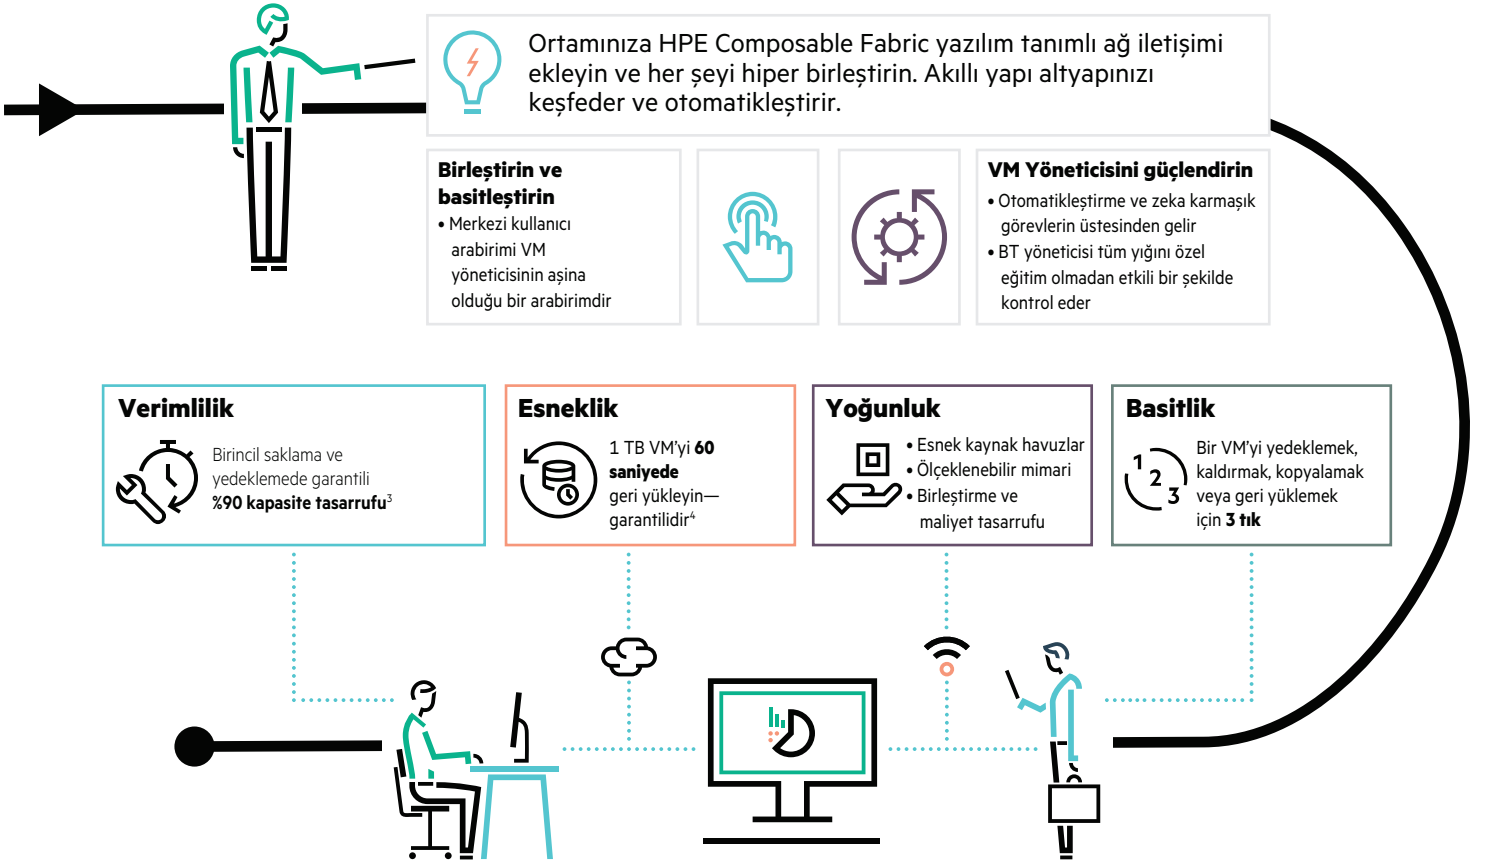 Ortamınıza HPE Composable Fabric yazılım tanımlı ağ iletişimi
ekleyin ve her şeyi hiper birleştirin. Akıllı yapı altyapınızı
keşfeder ve otomatikleştirir.
Birleştirin ve
basitleştirin
• Merkezi kullanıcı
arabirimi VM
yöneticisinin aşina
olduğu bir arabirimdir
VM Yöneticisini güçlendirin
• Otomatikleştirme ve zeka karmaşık
görevlerin üstesinden gelir
• BT yöneticisi tüm yığını özel
eğitim olmadan etkili bir şekilde
kontrol eder
Verimlilik
Birincil saklama ve
yedeklemede garantili
%90 kapasite tasarrufu³
Esneklik
1 TB VM’yi 60
saniyede
geri yükleyin—
garantilidir⁴
Yoğunluk
• Esnek kaynak havuzlar
• Ölçeklenebilir mimari
• Birleştirme ve
maliyet tasarrufu
Basitlik
1
2
3
Bir VM’yi yedeklemek,
kaldırmak, kopyalamak
veya geri yüklemek
için 3 tık